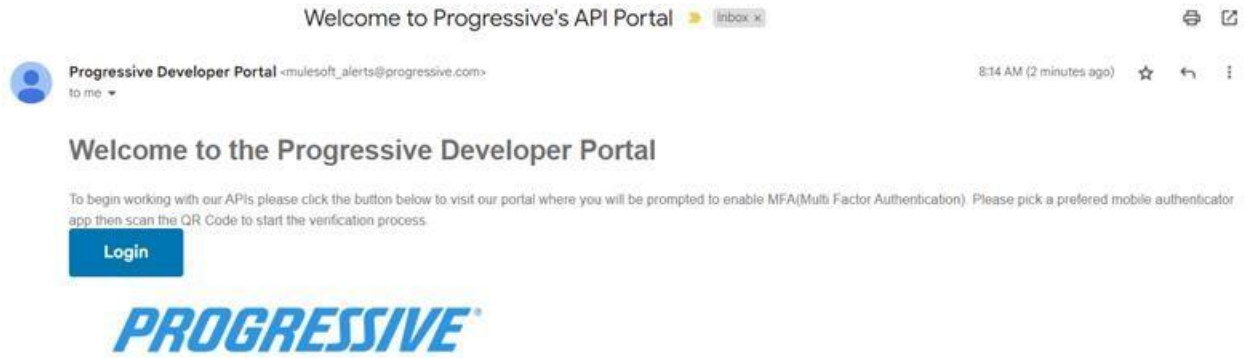 Welcome to Progressive's API Portal Inbox x
Progressive Developer Portal <mulesoft_alerts@progressive.com> 8:14 AM (2 minutes ago)
to me
Welcome to the Progressive Developer Portal
To begin working with our APIs please click the button below to visit our portal where you will be prompted to enable MFA(Multi Factor Authentication). Please pick a prefered mobile authenticator
app then scan the QR Code to start the verification process.
Login
PROGRESSIVE®